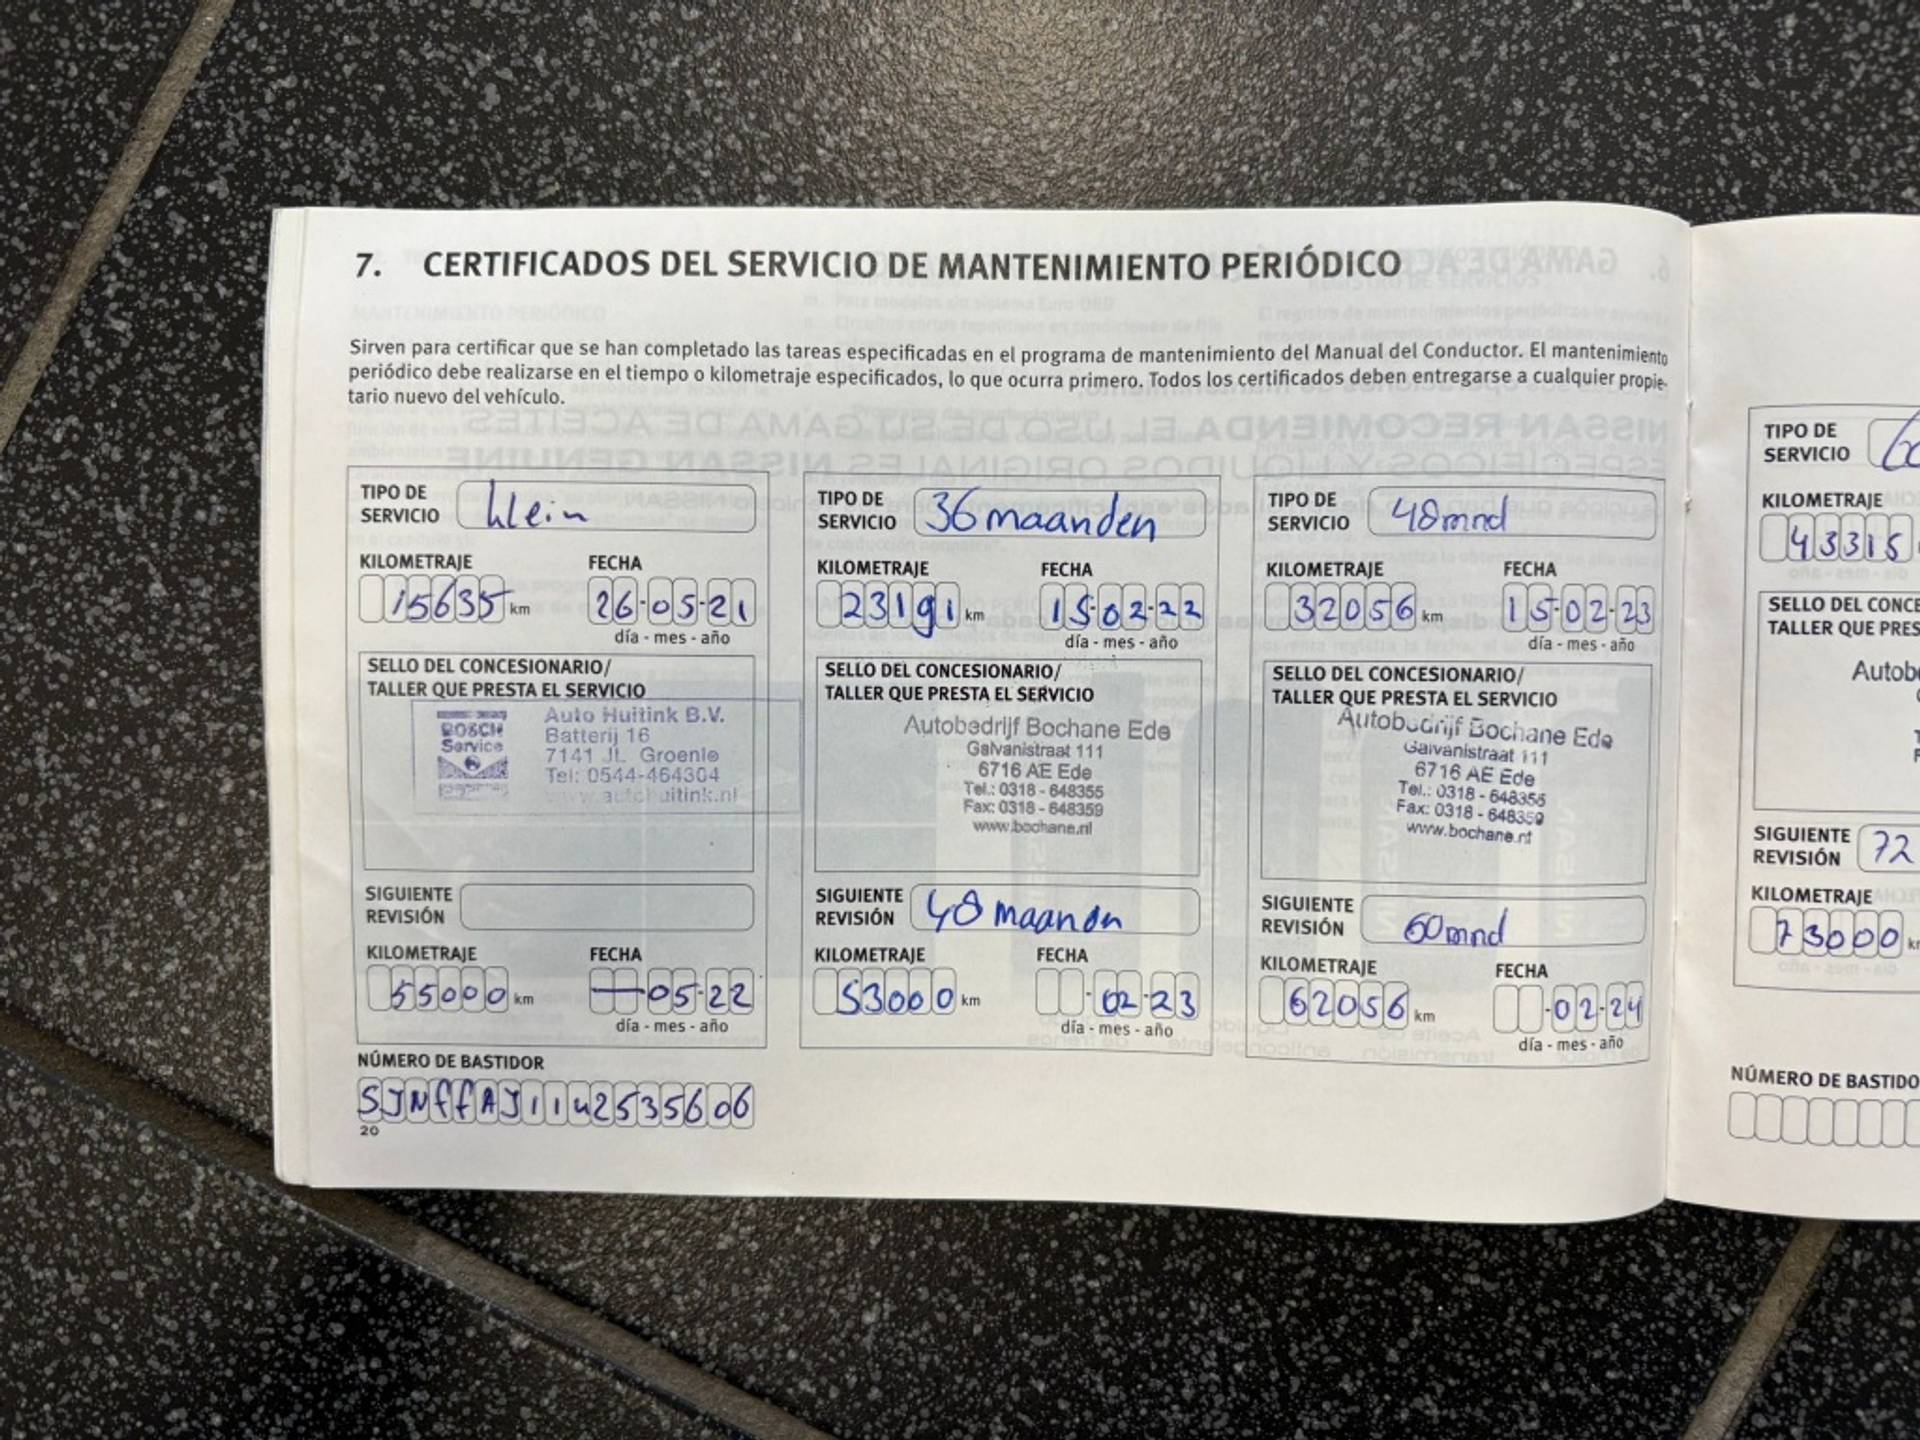 7. CERTIFICADOS DEL SERVICIO DE MANTENIMIENTO PERIÓDICO
Sirven para certificar que se han completado las tareas especificadas en el programa de mantenimiento del Manual del Conductor. El mantenimiento
periódico debe realizarse en el tiempo o kilometraje especificados, lo que ocurra primero. Todos los certificados deben entregarse a cualquier propie-
tario nuevo del vehículo.
TIPO DE
SERVICIO klein
KILOMETRAJE FECHA
15635 km 26-05-21
día - mes - año
SELLO DEL CONCESIONARIO/
TALLER QUE PRESTA EL SERVICIO
BOSCH
Service
Auto Huitink B.V.
Batterij 16
7141 JL Groenlo
Tel: 0544-464304
www.autohuitink.nl
SIGUIENTE
REVISIÓN
KILOMETRAJE FECHA
55000 km —05-22
día - mes - año
NÚMERO DE BASTIDOR
SJNFFAJ11U2535606
20
TIPO DE
SERVICIO 36 maanden
KILOMETRAJE FECHA
23191 km 15-02-22
día - mes - año
SELLO DEL CONCESIONARIO/
TALLER QUE PRESTA EL SERVICIO
Autobedrijf Bochane Ede
Galvanistraat 111
6716 AE Ede
Tel.: 0318 - 648355
Fax: 0318 - 648359
www.bochane.nl
SIGUIENTE
REVISIÓN 48 maanden
KILOMETRAJE FECHA
53000 km -02-23
día - mes - año
TIPO DE
SERVICIO 48mnd
KILOMETRAJE FECHA
32056 km 15-02-23
día - mes - año
SELLO DEL CONCESIONARIO/
TALLER QUE PRESTA EL SERVICIO
Autobedrijf Bochane Ede
Galvanistraat 111
6716 AE Ede
Tel.: 0318 - 648355
Fax: 0318 - 648359
www.bochane.nl
SIGUIENTE
REVISIÓN 60mnd
KILOMETRAJE FECHA
62056 km -02-24
día - mes - año
TIPO DE
SERVICIO
KILOMETRAJE
43315
SELLO DEL CONCE
TALLER QUE PRES
Autob
SIGUIENTE
REVISIÓN 72
KILOMETRAJE
73000
NÚMERO DE BASTIDO